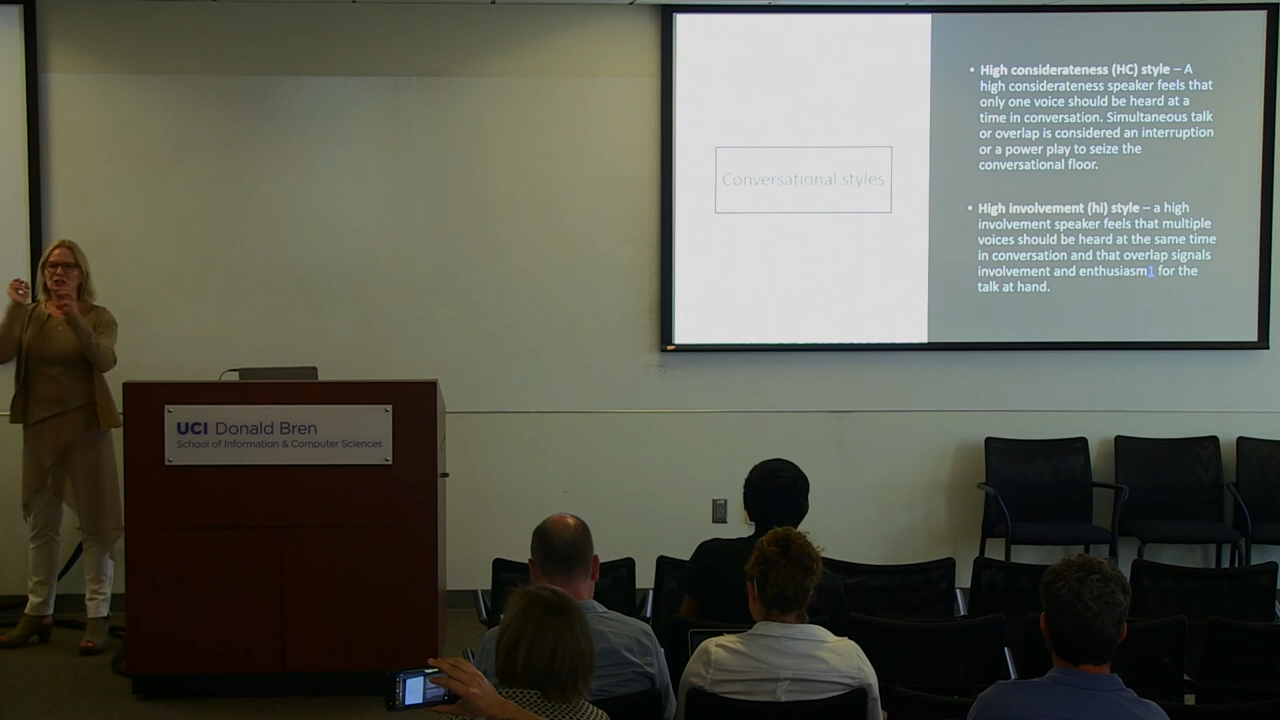 Conversational styles
• High considerateness (HC) style – A
high considerateness speaker feels that
only one voice should be heard at a
time in conversation. Simultaneous talk
or overlap is considered an interruption
or a power play to seize the
conversational floor.
• High involvement (hi) style – a high
involvement speaker feels that multiple
voices should be heard at the same time
in conversation and that overlap signals
involvement and enthusiasm1 for the
talk at hand.
UCI Donald Bren
School of Information & Computer Sciences